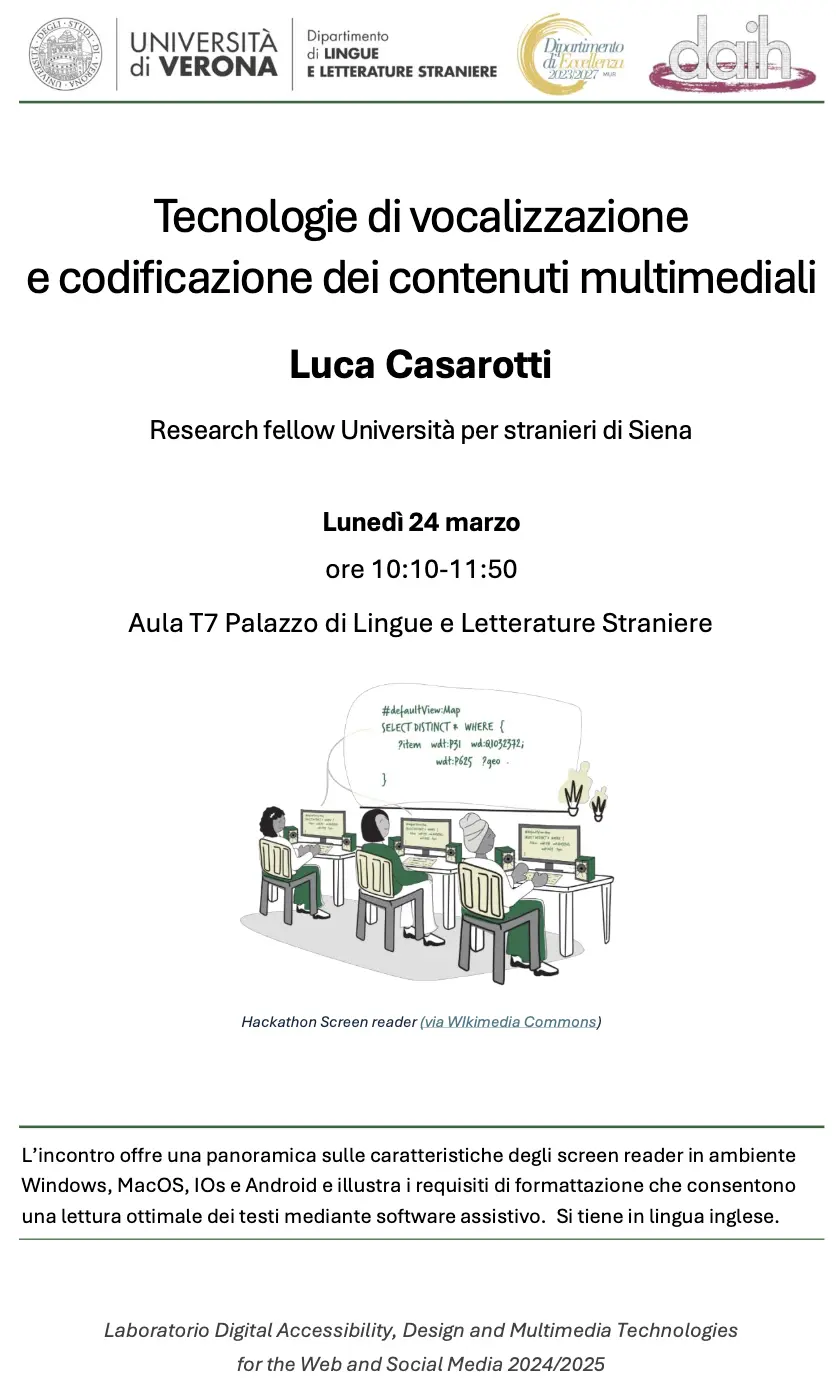 UNIVERSITÀ
di VERONA
Dipartimento
di LINGUE
E LETTERATURE STRANIERE
Dipartimento
di Eccellenza
2023/2027 MUR
daih
Tecnologie di vocalizzazione
e codificazione dei contenuti multimediali
Luca Casarotti
Research fellow Università per stranieri di Siena
Lunedì 24 marzo
ore 10:10-11:50
Aula T7 Palazzo di Lingue e Letterature Straniere
#defaultView:Map
SELECT DISTINCT * WHERE {
?item wdt:P31 wd:Q1032372;
wdt:P625 ?geo .
}
Hackathon Screen reader (via WIkimedia Commons)
L’incontro offre una panoramica sulle caratteristiche degli screen reader in ambiente
Windows, MacOS, IOs e Android e illustra i requisiti di formattazione che consentono
una lettura ottimale dei testi mediante software assistivo.  Si tiene in lingua inglese.
Laboratorio Digital Accessibility, Design and Multimedia Technologies
for the Web and Social Media 2024/2025